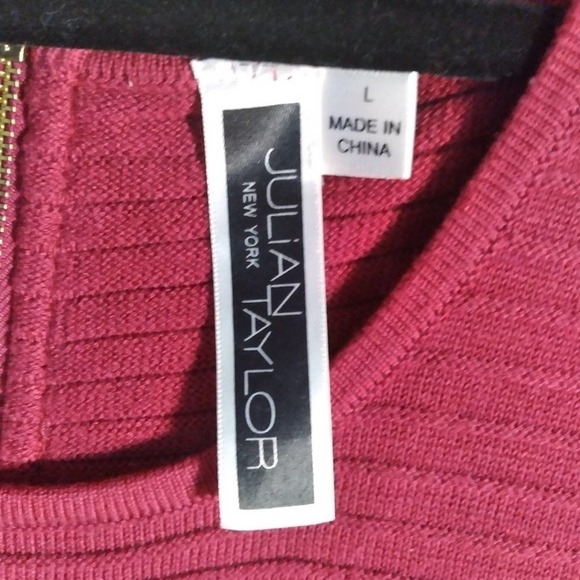 JULIAN TAYLOR
NEW YORK
L
MADE IN
CHINA